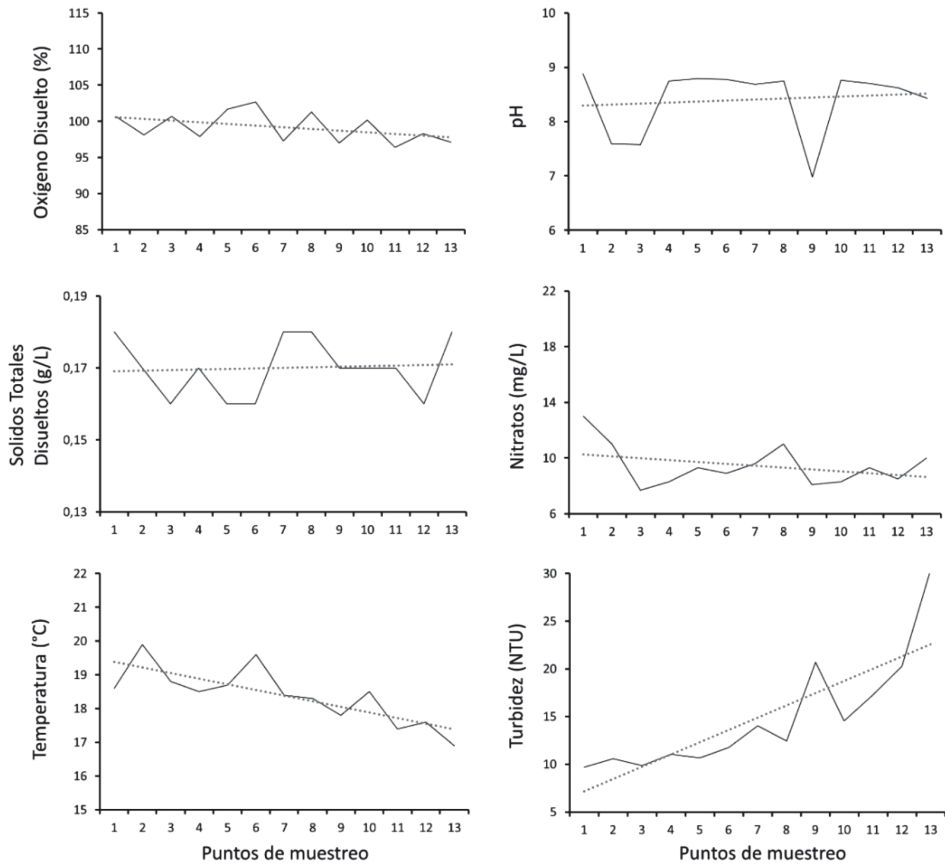 Oxígeno Disuelto (%)
115
110
105
100
95
90
85
1 2 3 4 5 6 7 8 9 10 11 12 13
pH
10
9
8
7
6
1 2 3 4 5 6 7 8 9 10 11 12 13
Solidos Totales
Disueltos (g/L)
0,19
0,17
0,15
0,13
1 2 3 4 5 6 7 8 9 10 11 12 13
Nitratos (mg/L)
22
18
14
10
6
1 2 3 4 5 6 7 8 9 10 11 12 13
Temperatura (°C)
22
21
20
19
18
17
16
15
1 2 3 4 5 6 7 8 9 10 11 12 13
Puntos de muestreo
Turbidez (NTU)
30
25
20
15
10
5
1 2 3 4 5 6 7 8 9 10 11 12 13
Puntos de muestreo